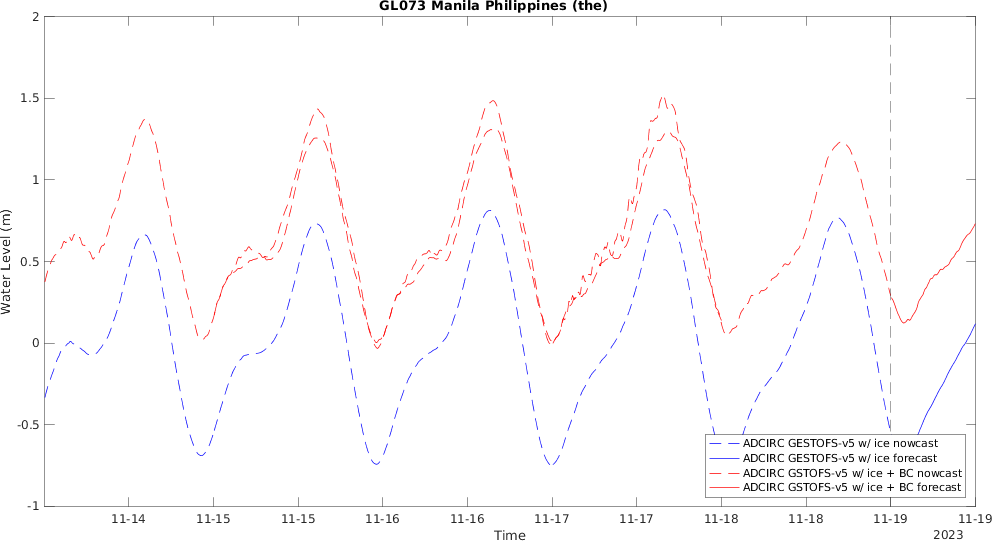 GL073 Manila Philippines (the)
2
1.5
1
0.5
0
-0.5
-1
Water Level (m)
ADCIRC GESTOFS-v5 w/ ice nowcast
ADCIRC GESTOFS-v5 w/ ice forecast
ADCIRC GSTOFS-v5 w/ ice + BC nowcast
ADCIRC GSTOFS-v5 w/ ice + BC forecast
11-14 11-15 11-15 11-16 11-16 11-17 11-17 11-18 11-18 11-19 11-19
Time
2023